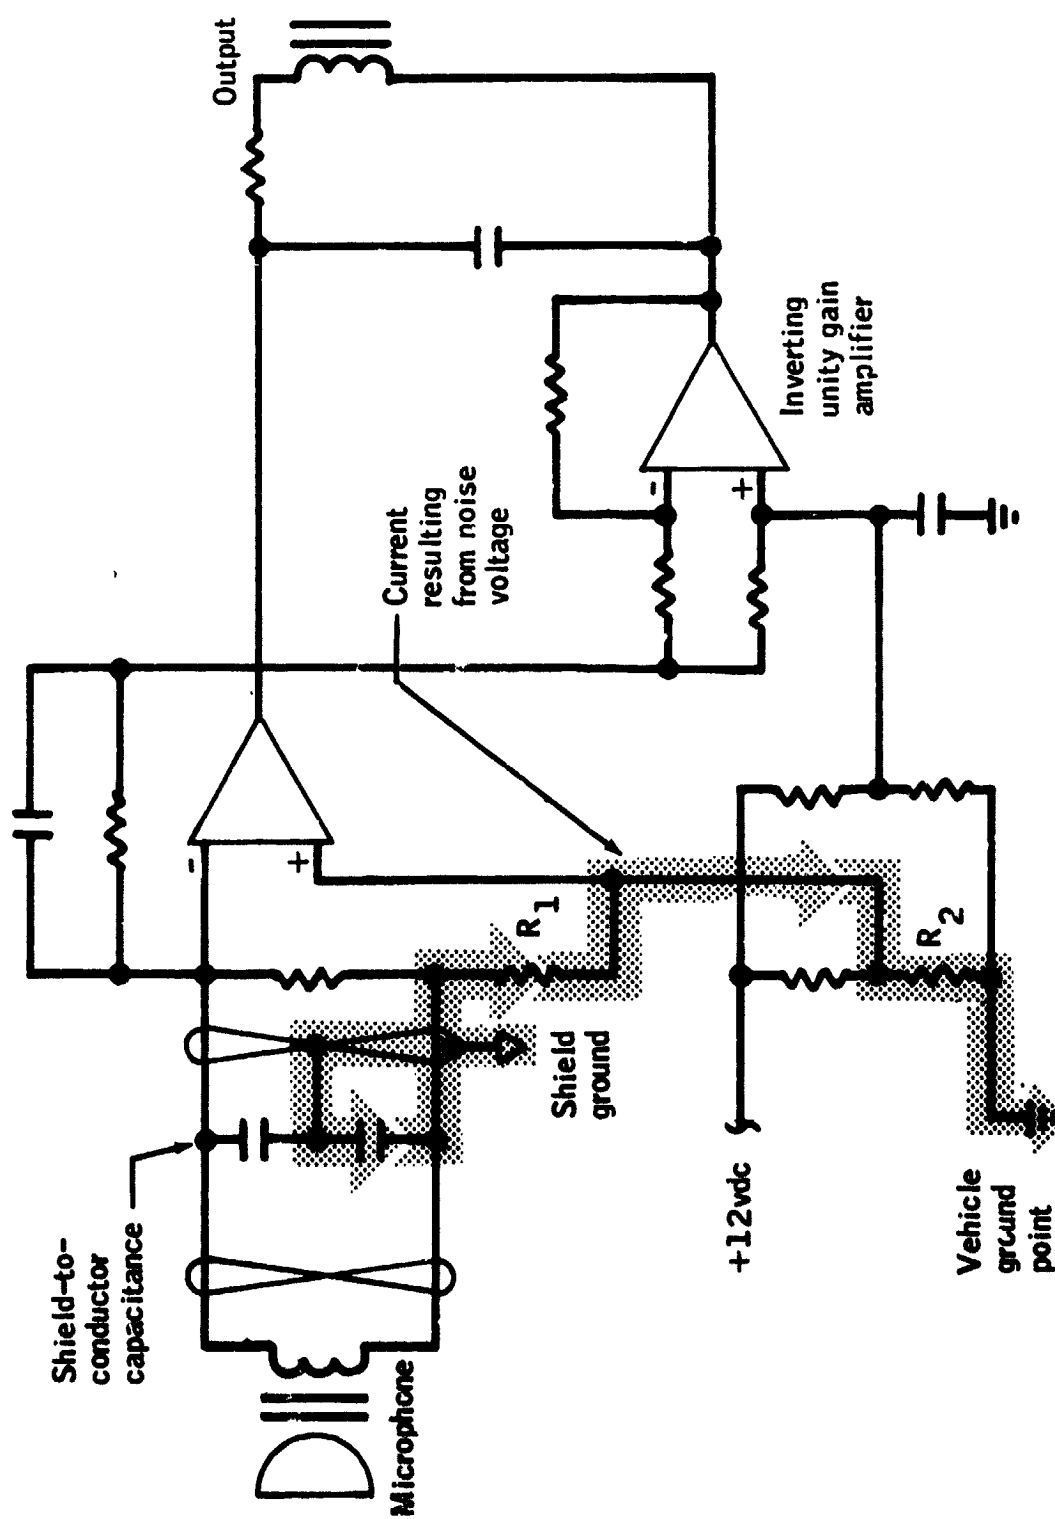 Shield-to-
conductor
capacitance
Microphone
-
+
R1
Shield
ground
Current
resulting
from noise
voltage
Output
-
+
Inverting
unity gain
amplifier
+12vdc
R2
Vehicle
ground
point